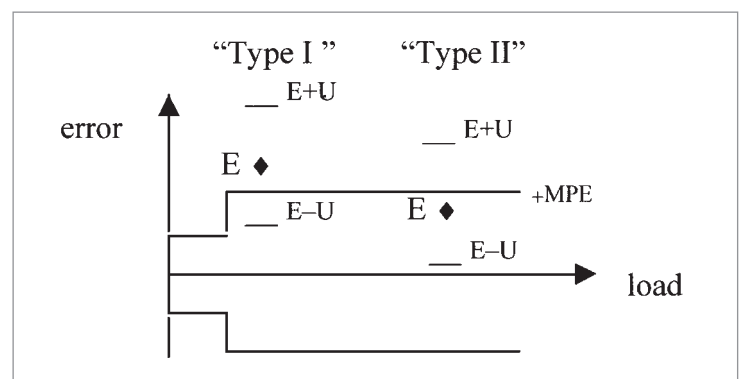 “Type I ” “Type II”
E+U
error E+U
E
+MPE
E–U E
E–U
load